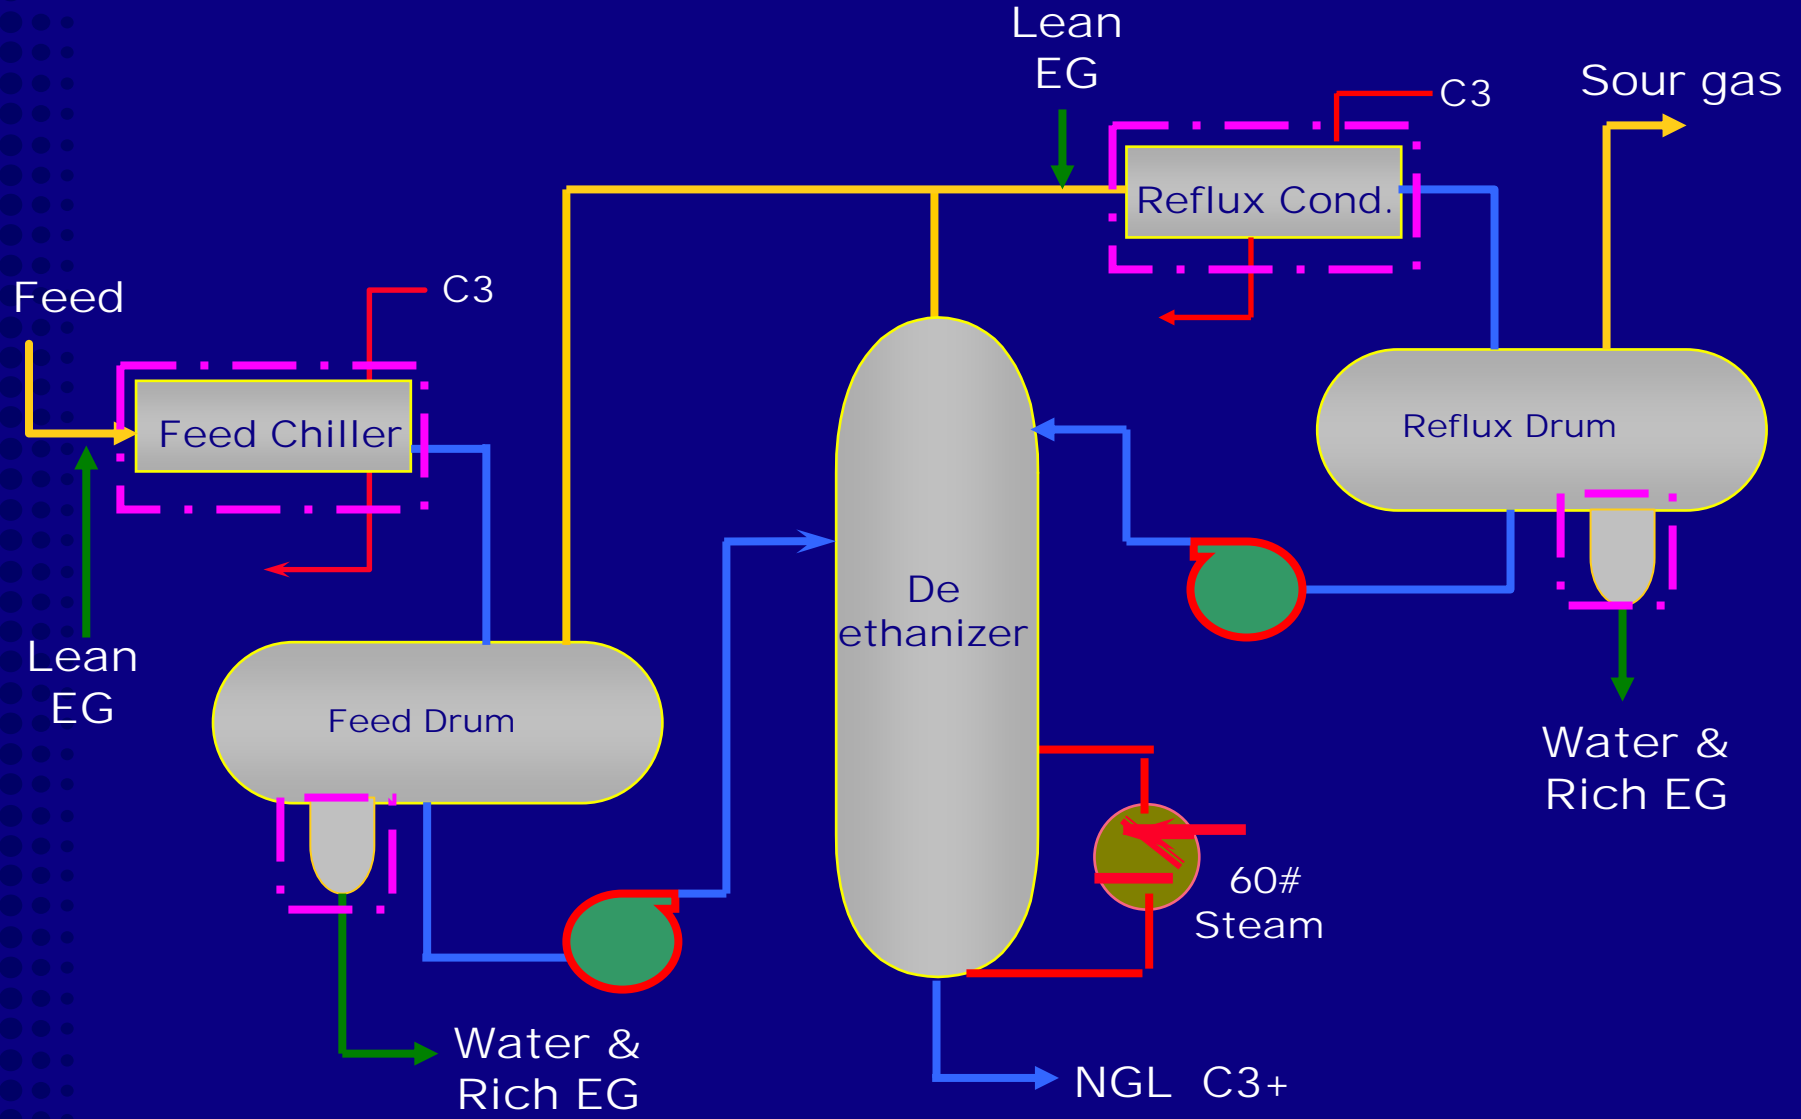 Lean
EG
C3
Sour gas
Reflux Cond.
Feed
C3
Feed Chiller
Reflux Drum
De
ethanizer
Lean
EG
Feed Drum
Water &
Rich EG
60#
Steam
Water &
Rich EG
NGL C3+